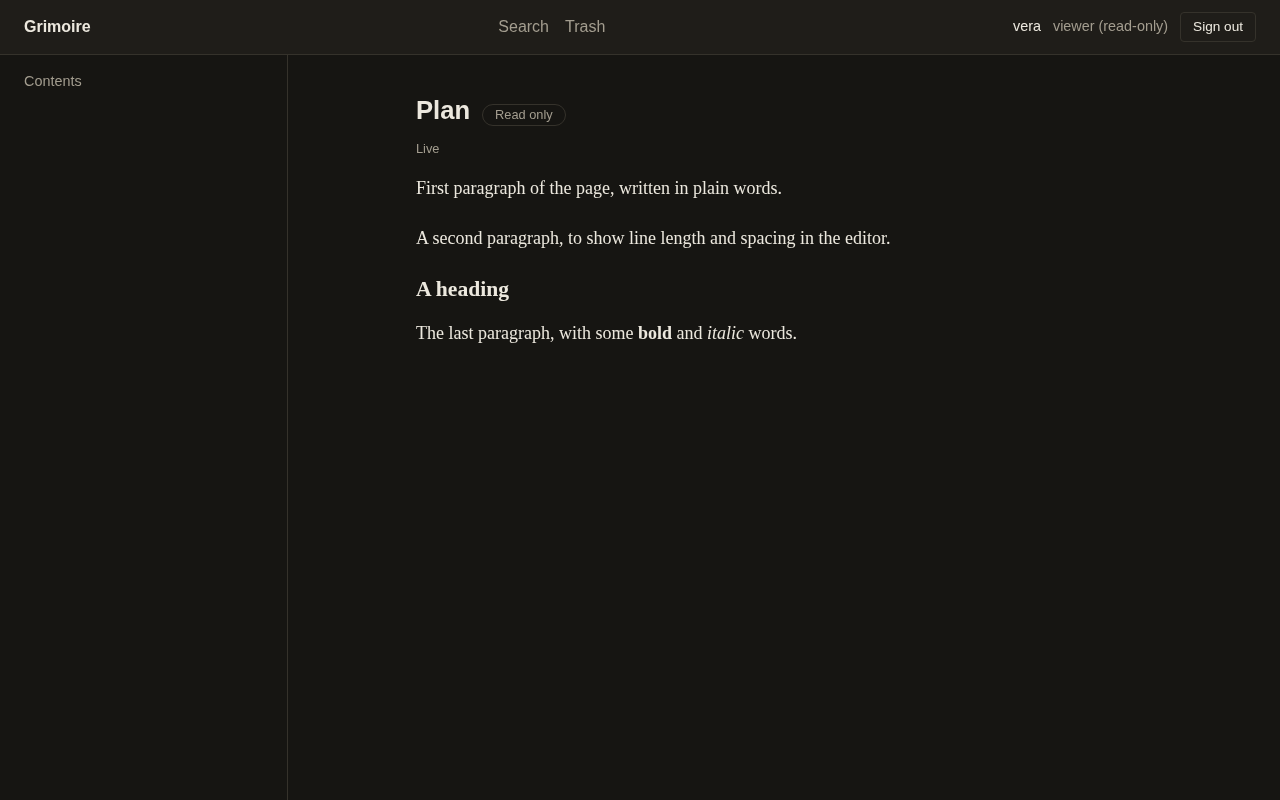 Grimoire
Search Trash
vera viewer (read-only) Sign out
Contents
Plan Read only
Live
First paragraph of the page, written in plain words.
A second paragraph, to show line length and spacing in the editor.
A heading
The last paragraph, with some bold and italic words.